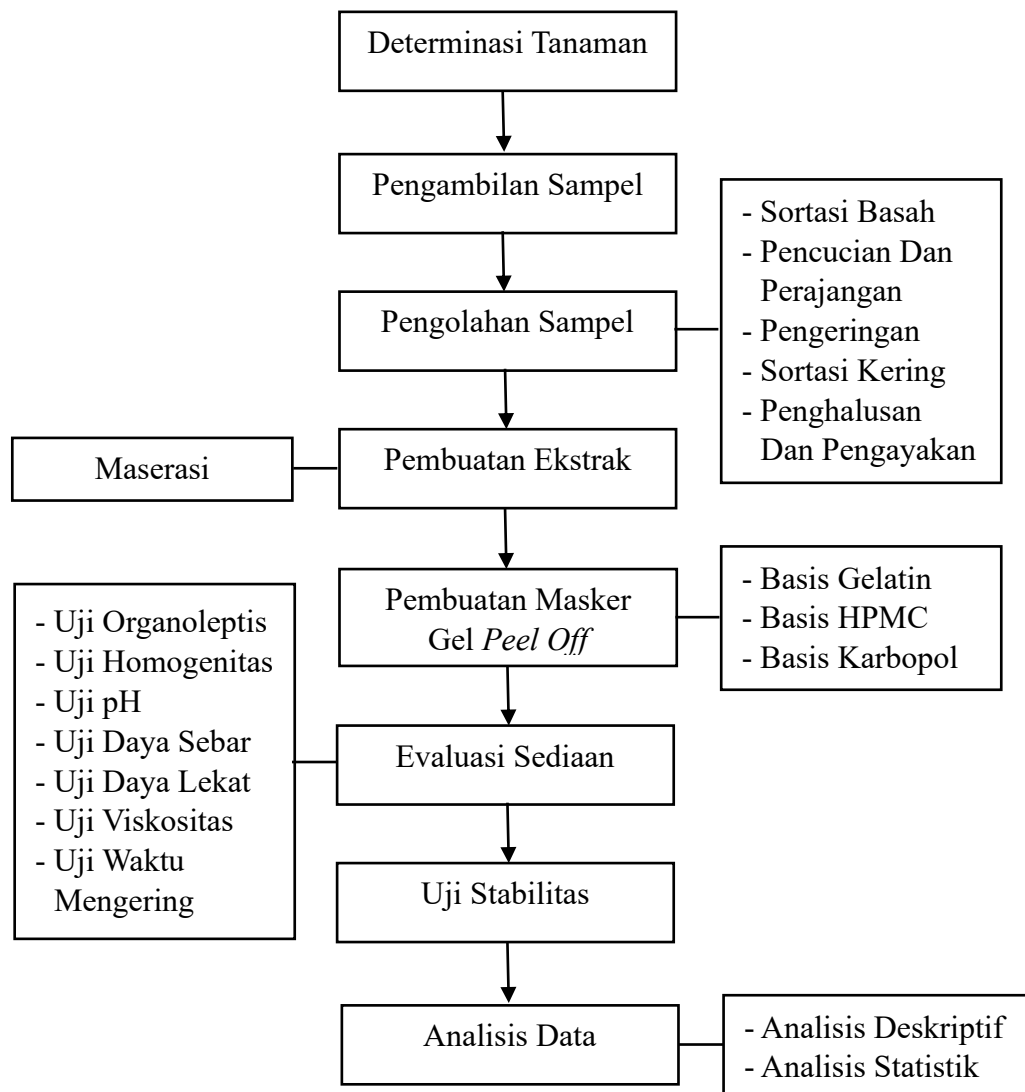 Determinasi Tanaman
Pengambilan Sampel
Pengolahan Sampel
- Sortasi Basah
- Pencucian Dan
Perajangan
- Pengeringan
- Sortasi Kering
- Penghalusan
Dan Pengayakan
Maserasi
Pembuatan Ekstrak
Pembuatan Masker
Gel Peel Off
- Basis Gelatin
- Basis HPMC
- Basis Karbopol
- Uji Organoleptis
- Uji Homogenitas
- Uji pH
- Uji Daya Sebar
- Uji Daya Lekat
- Uji Viskositas
- Uji Waktu
Mengering
Evaluasi Sediaan
Uji Stabilitas
Analisis Data
- Analisis Deskriptif
- Analisis Statistik